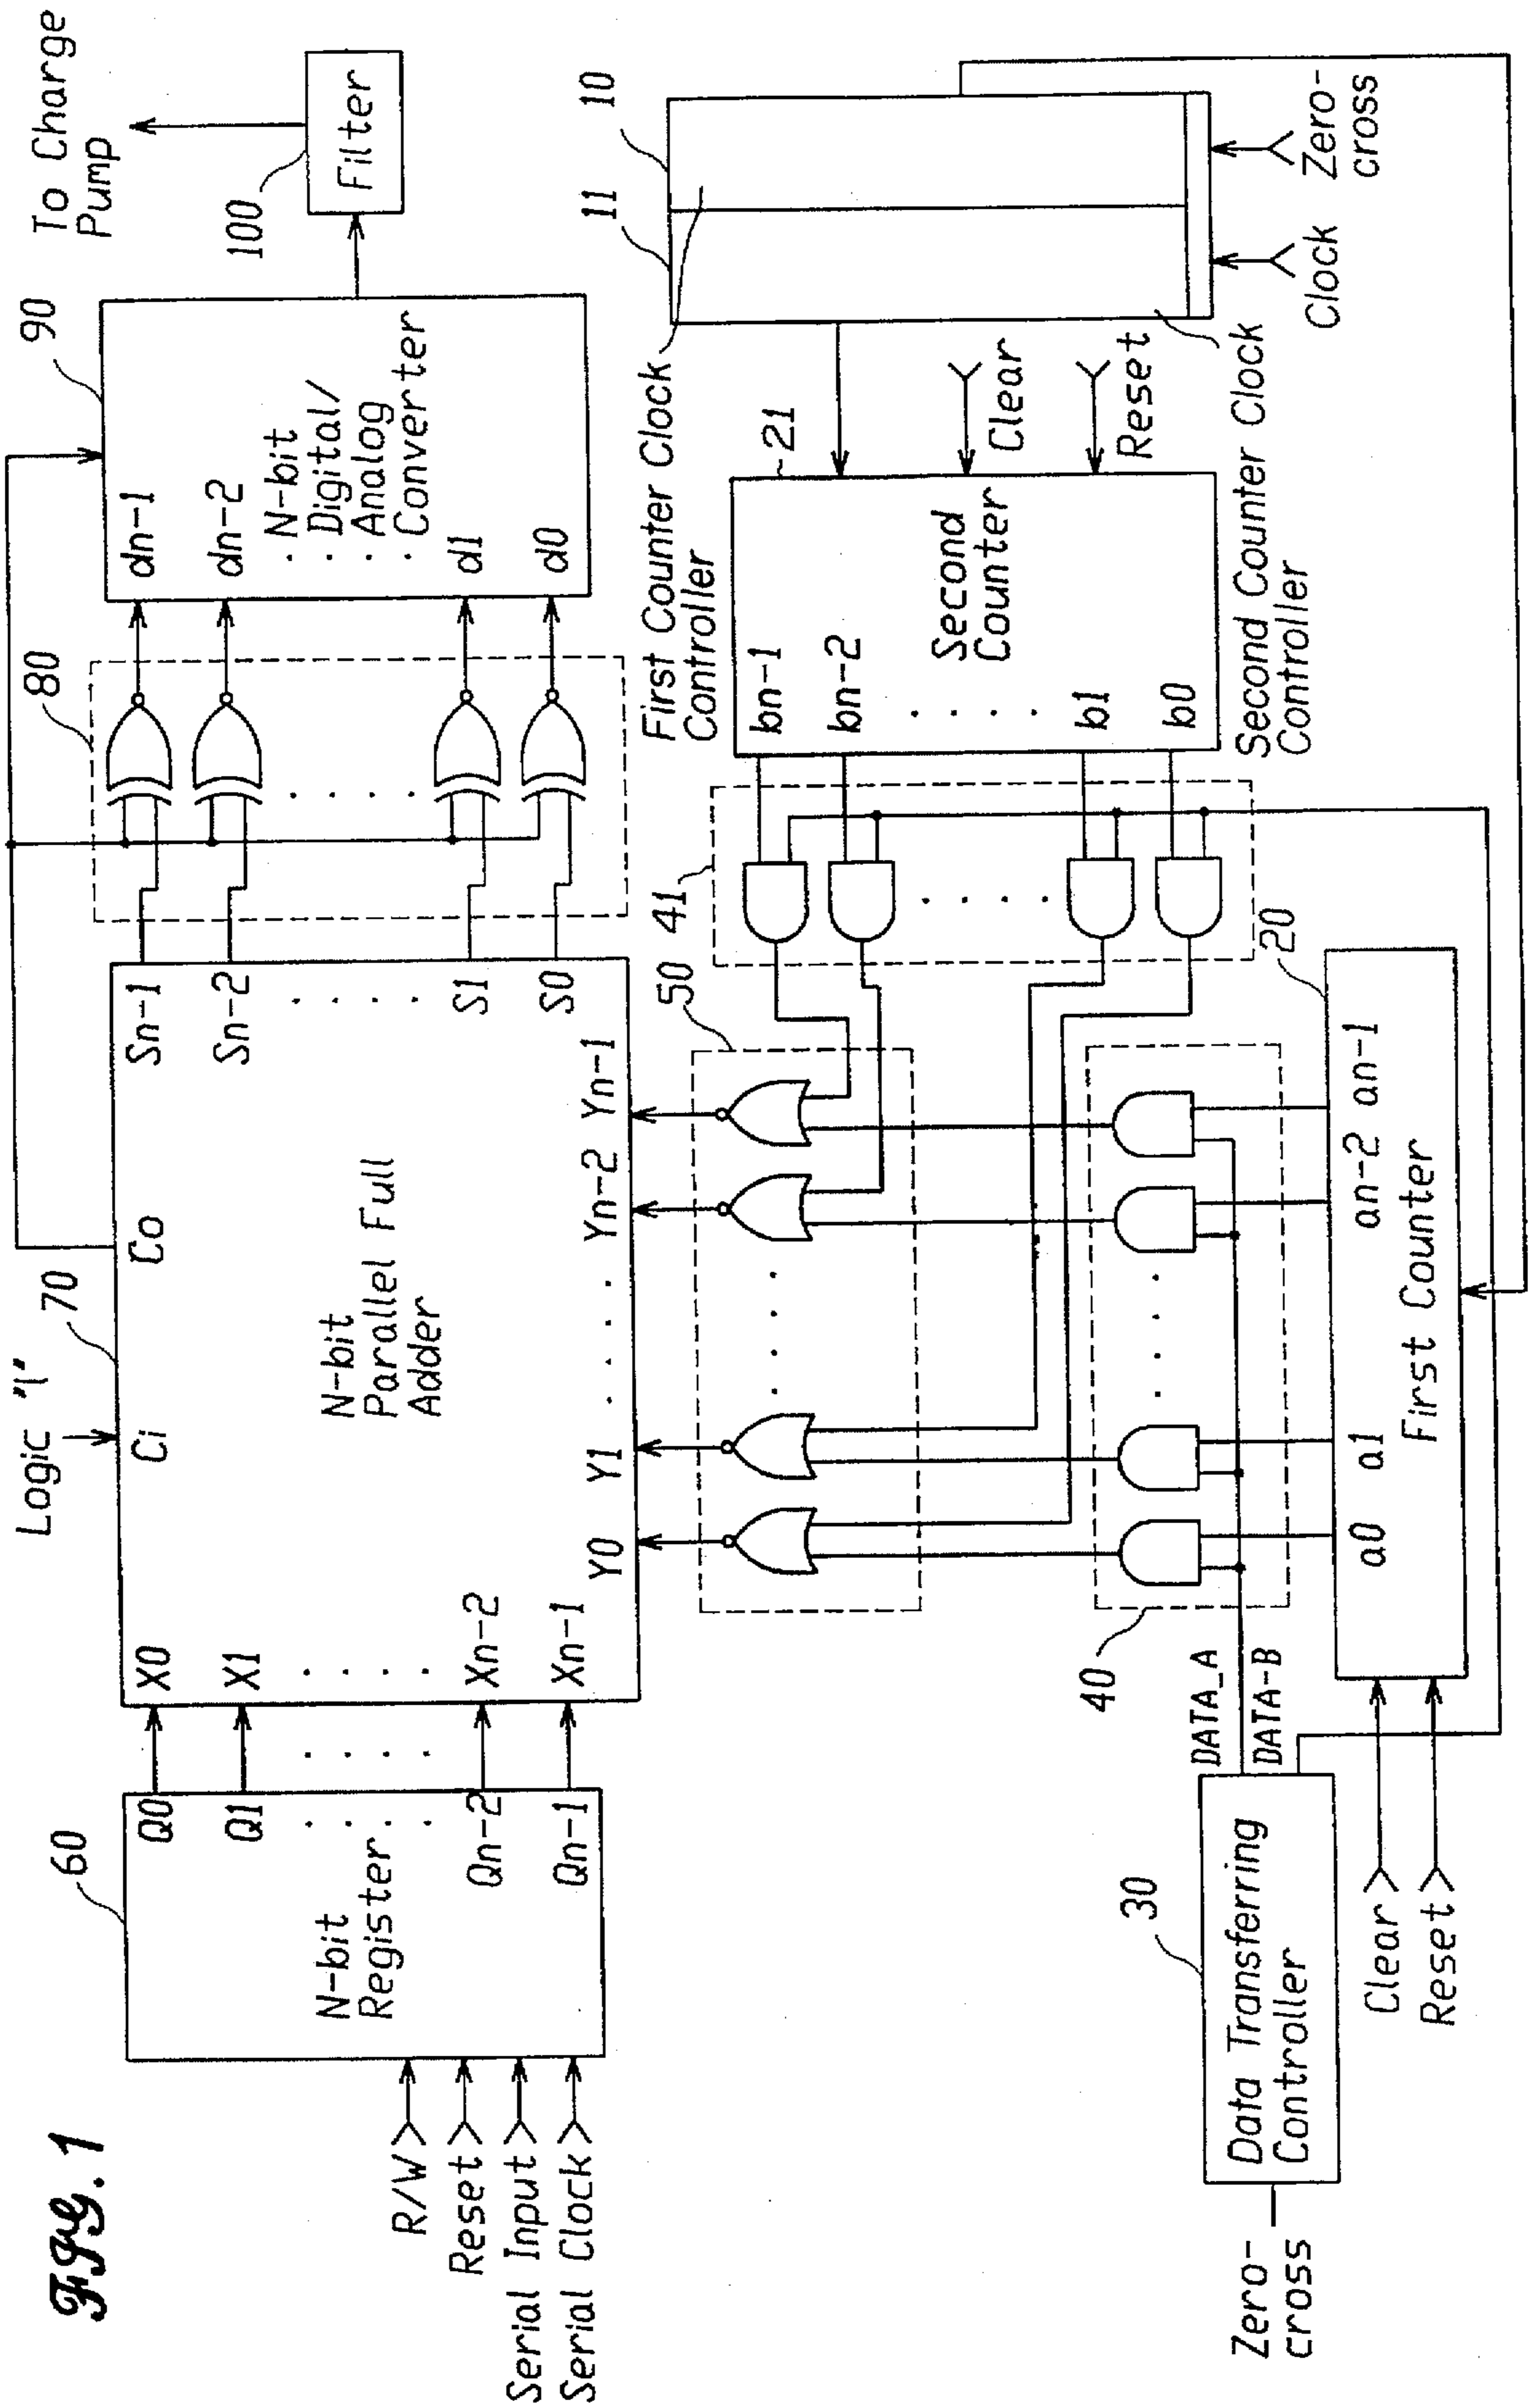 FIG. 1
R/W
Reset
Serial Input
Serial Clock
60
N-bit
Register
Q0
Q1
. . . .
Qn-2
Qn-1
Logic "1"
70
X0
X1
. . . .
Xn-2
Xn-1
Ci
Co
N-bit
Parallel Full
Adder
Y0
Y1
. . . .
Yn-2
Yn-1
Sn-1
Sn-2
. . . .
S1
S0
80
. . . .
90
dn-1
dn-2
. N-bit
. Digital/
. Analog
. Converter
d1
d0
100
Filter
To Charge
Pump
50
. . . .
41
. . . .
First Counter Clock
Controller
21
bn-1
bn-2
. . . .
b1
b0
Second
Counter
Clear
Reset
Second Counter Clock
Controller
11
10
Clock
Zero-
cross
40
. . . .
20
a0
a1
an-2
an-1
First Counter
30
Data Transferring
Controller
DATA_A
DATA-B
Zero-
cross
Clear
Reset